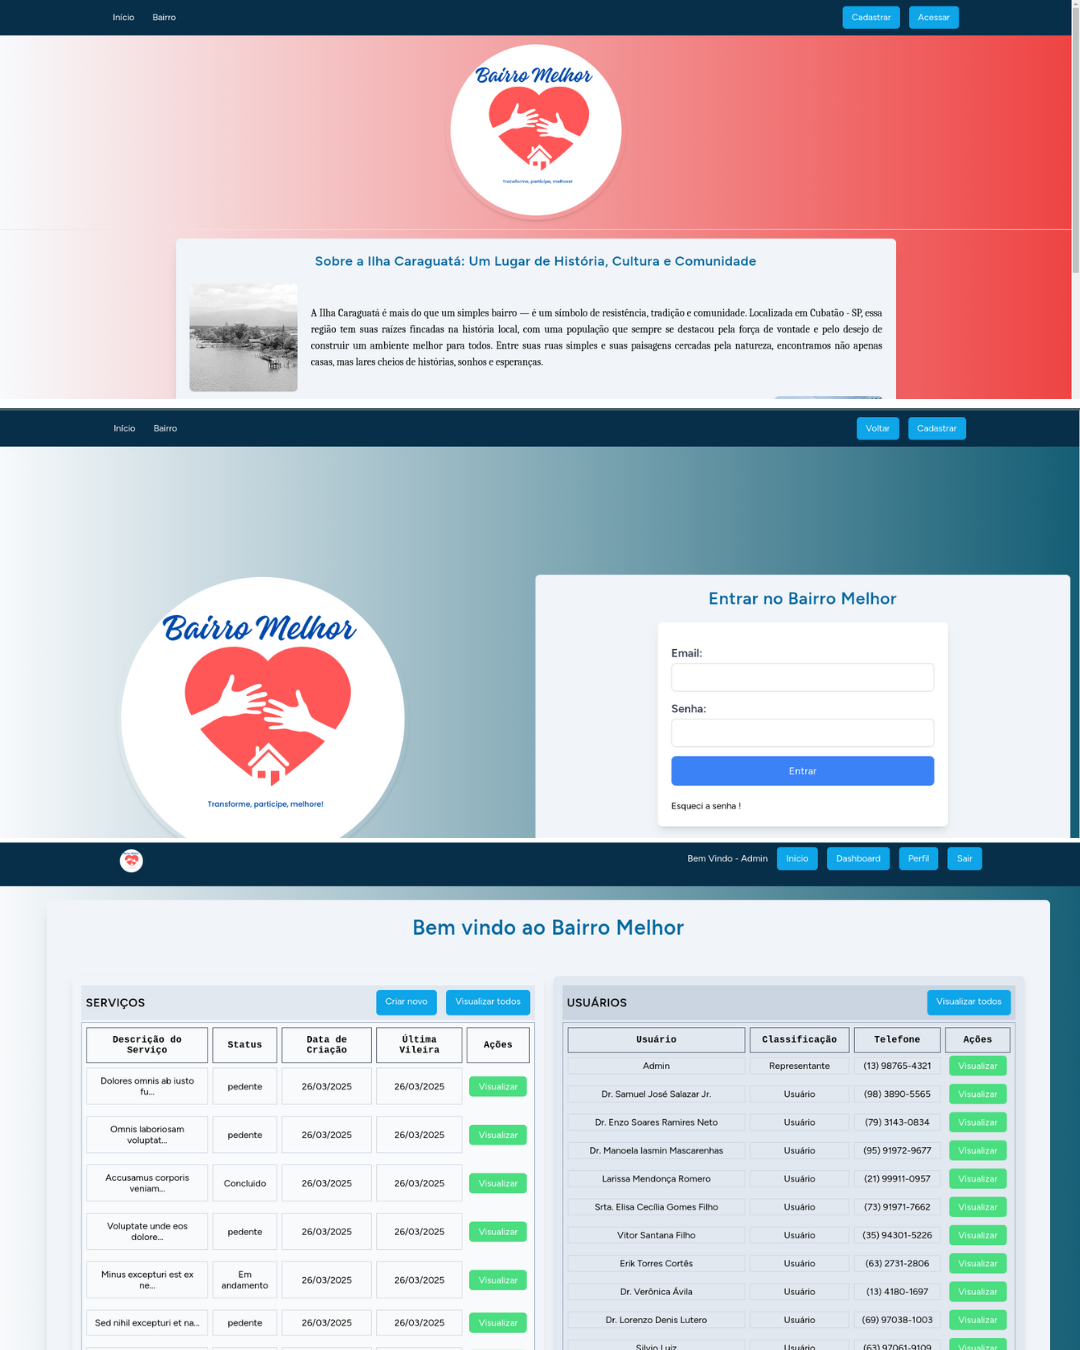 Início Bairro Cadastrar Acessar
Bairro Melhor
Transforme, participe, melhore!
Sobre a Ilha Caraguatá: Um Lugar de História, Cultura e Comunidade
A Ilha Caraguatá é mais do que um simples bairro — é um símbolo de resistência, tradição e comunidade. Localizada em Cubatão - SP, essa
região tem suas raízes fincadas na história local, com uma população que sempre se destacou pela força de vontade e pelo desejo de
construir um ambiente melhor para todos. Entre suas ruas simples e suas paisagens cercadas pela natureza, encontramos não apenas
casas, mas lares cheios de histórias, sonhos e esperanças.
Início Bairro Voltar Cadastrar
Bairro Melhor
Transforme, participe, melhore!
Entrar no Bairro Melhor
Email:
Senha:
Entrar
Esqueci a senha !
Bem Vindo - Admin Inicio Dashboard Perfil Sair
Bem vindo ao Bairro Melhor
SERVIÇOS Criar novo Visualizar todos
Descrição do Serviço Status Data de Criação Última Vileira Ações
Dolores omnis ab iusto fu... pedente 26/03/2025 26/03/2025 Visualizar
Omnis laboriosam voluptat... pedente 26/03/2025 26/03/2025 Visualizar
Accusamus corporis veniam... Concluido 26/03/2025 26/03/2025 Visualizar
Voluptate unde eos dolore... pedente 26/03/2025 26/03/2025 Visualizar
Minus excepturi est ex ne... Em andamento 26/03/2025 26/03/2025 Visualizar
Sed nihil excepturi et na... pedente 26/03/2025 26/03/2025 Visualizar
USUÁRIOS Visualizar todos
Usuário Classificação Telefone Ações
Admin Representante (13) 98765-4321 Visualizar
Dr. Samuel José Salazar Jr. Usuário (98) 3890-5565 Visualizar
Dr. Enzo Soares Ramires Neto Usuário (79) 3143-0834 Visualizar
Dr. Manoela Iasmin Mascarenhas Usuário (95) 91972-9677 Visualizar
Larissa Mendonça Romero Usuário (21) 99911-0957 Visualizar
Srta. Elisa Cecília Gomes Filho Usuário (73) 91971-7662 Visualizar
Vitor Santana Filho Usuário (35) 94301-5226 Visualizar
Erik Torres Cortês Usuário (63) 2731-2806 Visualizar
Dr. Verônica Ávila Usuário (13) 4180-1697 Visualizar
Dr. Lorenzo Denis Lutero Usuário (69) 97038-1003 Visualizar
Silvio Luiz Usuário (63) 97061-9109 Visualizar